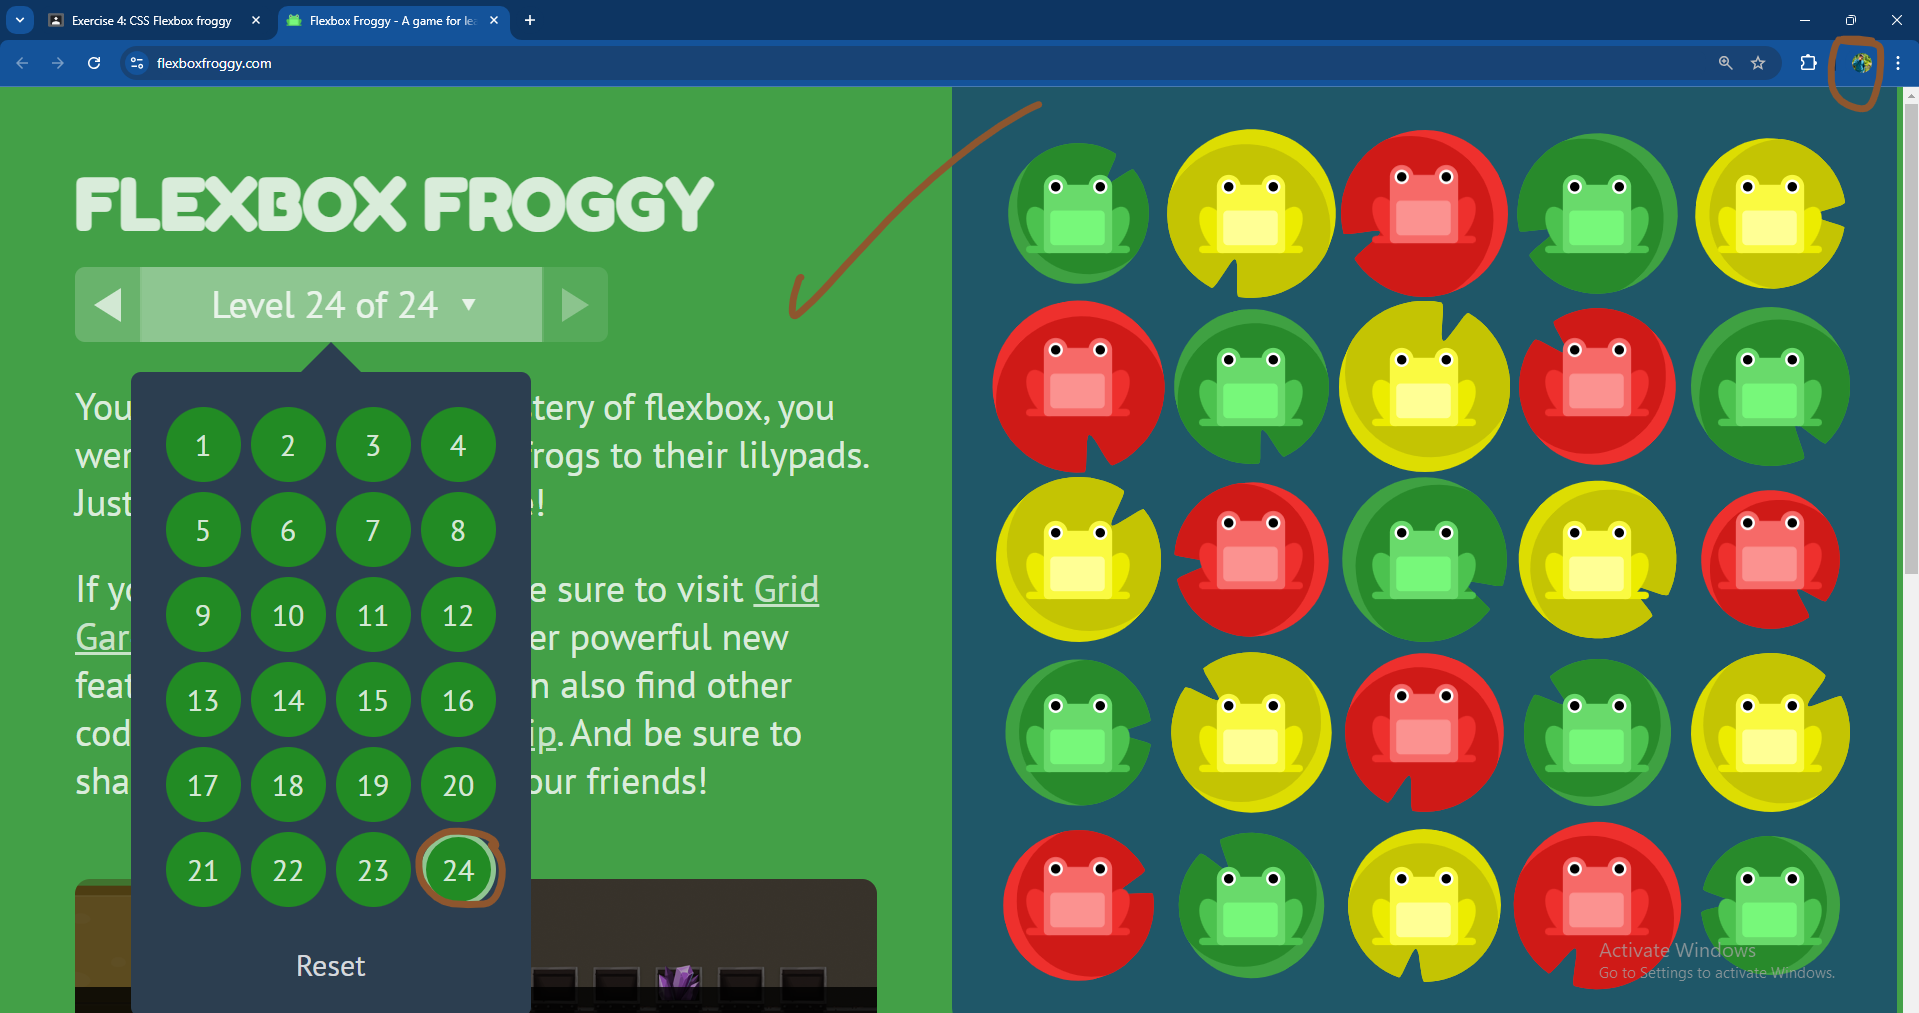 Exercise 4: CSS Flexbox froggy
Flexbox Froggy - A game for lea
flexboxfroggy.com
FLEXBOX FROGGY
Level 24 of 24
You
tery of flexbox, you
wer
frogs to their lilypads.
Just
e!
If yo
e sure to visit Grid
Gar
er powerful new
feat
n also find other
cod
ip. And be sure to
sha
our friends!
1 2 3 4
5 6 7 8
9 10 11 12
13 14 15 16
17 18 19 20
21 22 23 24
Reset
Activate Windows
Go to Settings to activate Windows.